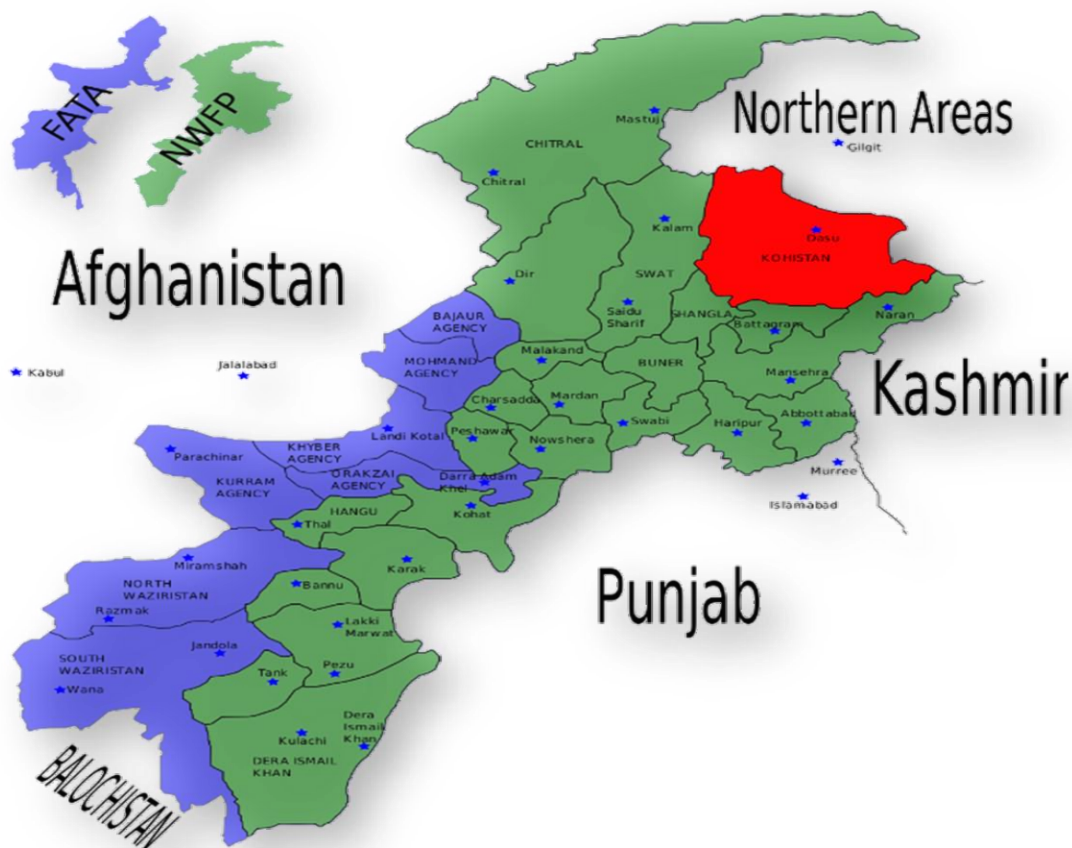 FATA
NWFP
Northern Areas
Gilgit
Mastuj
CHITRAL
Chitral
Kalam
Dasu
KOHISTAN
Afghanistan
Dir
SWAT
Saidu
Sharif
SHANGLA
Battagram
Naran
BAJAUR
AGENCY
MOHMAND
AGENCY
Malakand
BUNER
Mansehra
Kashmir
Kabul
Jalalabad
Charsadda
Mardan
Swabi
Haripur
Abbottabad
Peshawar
Nowshera
Landi Kotal
KHYBER
AGENCY
Parachinar
KURRAM
AGENCY
ORAKZAI
AGENCY
Darra Adam
Khel
Murree
Islamabad
HANGU
Thal
Kohat
Karak
Punjab
Miramshah
NORTH
WAZIRISTAN
Razmak
Bannu
Lakki
Marwat
Jandola
SOUTH
WAZIRISTAN
Wana
Tank
Pezu
Dera
Ismail
Khan
Kulachi
DERA ISMAIL
KHAN
BALOCHISTAN